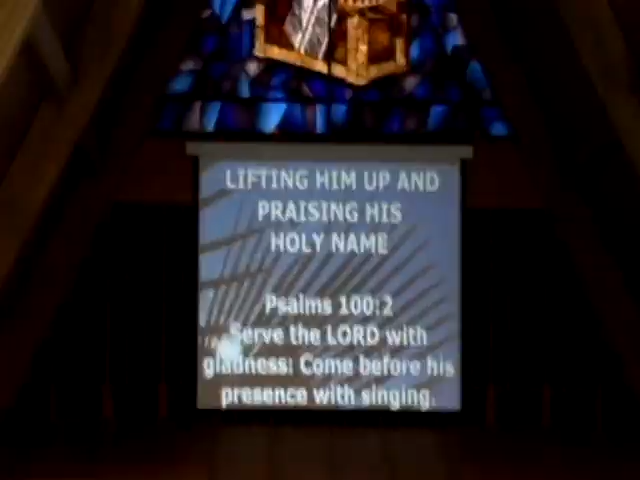 LIFTING HIM UP AND
PRAISING HIS
HOLY NAME
Psalms 100:2
Serve the LORD with
gladness: Come before his
presence with singing.